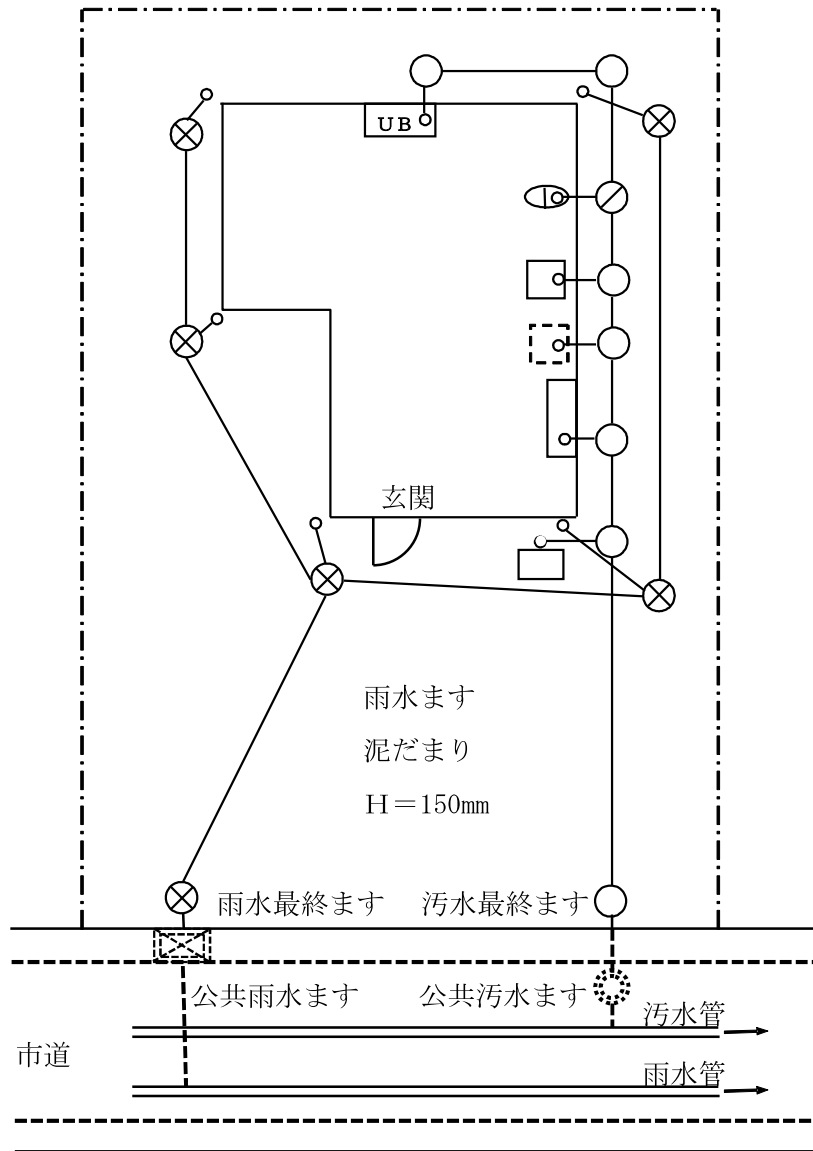 UB
玄関
雨水ます
泥だまり
H=150mm
雨水最終ます
汚水最終ます
公共雨水ます
公共汚水ます
汚水管
市道
雨水管